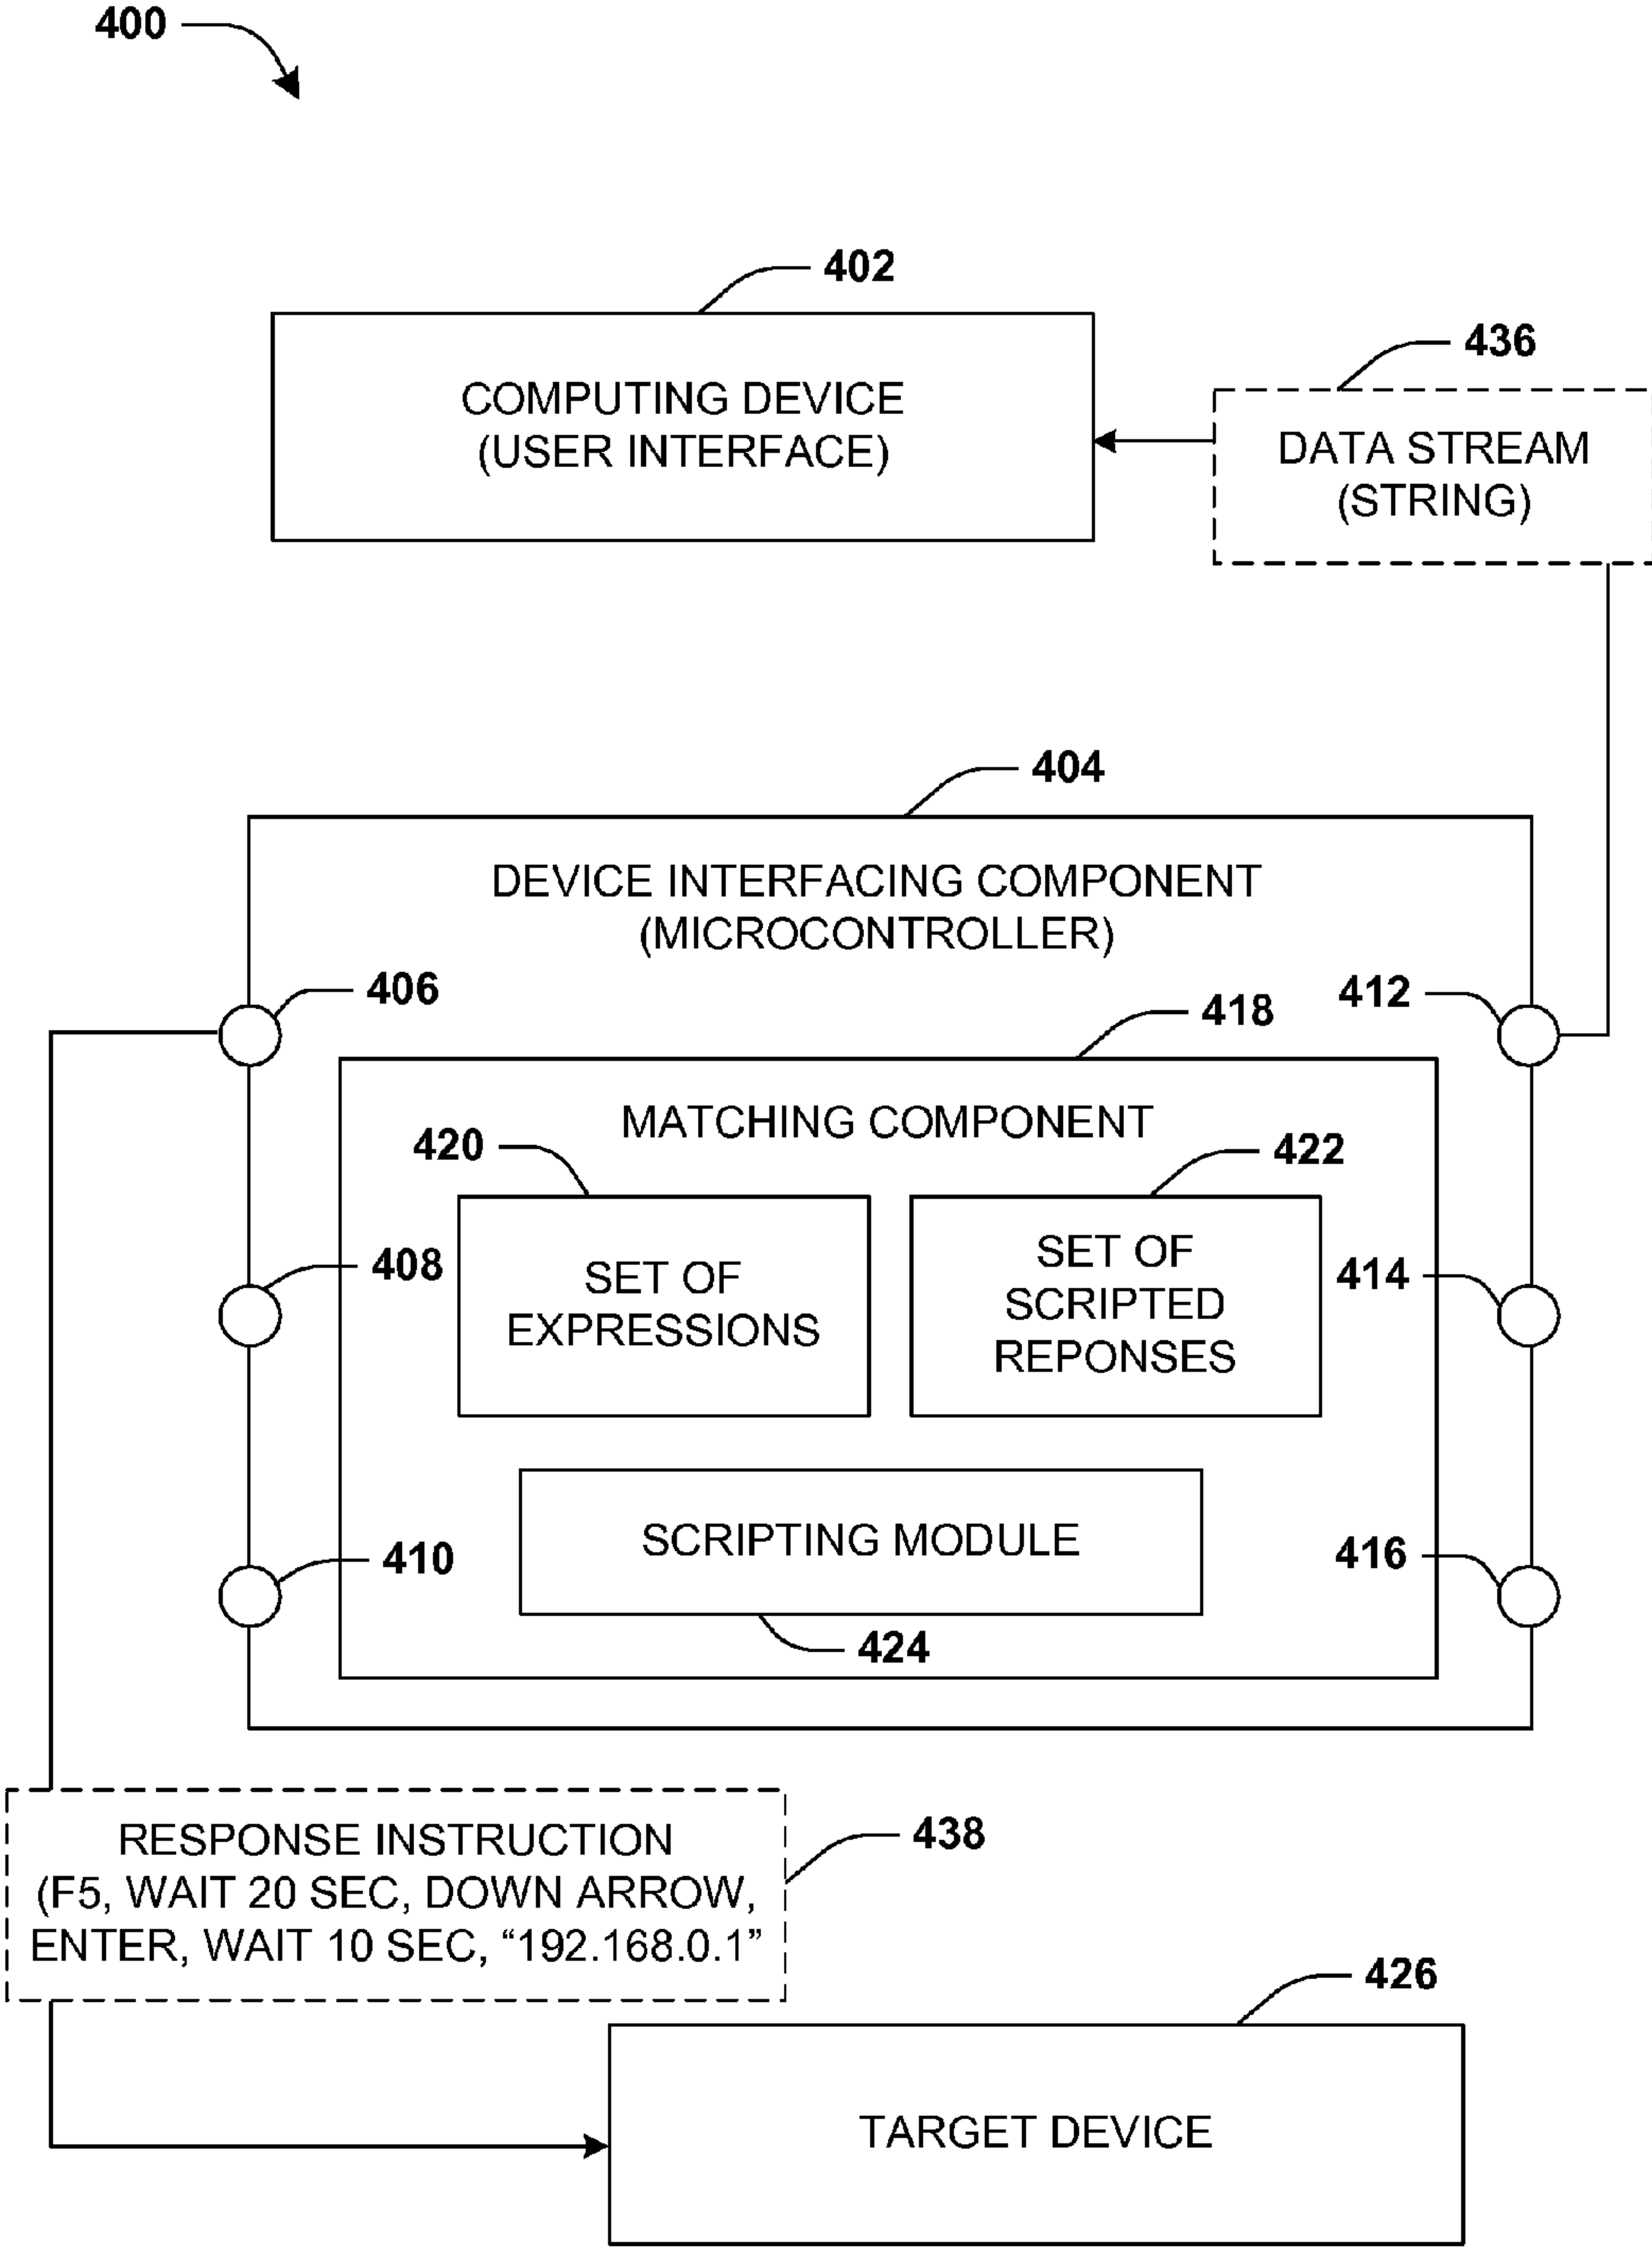 400
402
COMPUTING DEVICE
(USER INTERFACE)
436
DATA STREAM
(STRING)
404
DEVICE INTERFACING COMPONENT
(MICROCONTROLLER)
406
412
418
MATCHING COMPONENT
420
422
408
SET OF
EXPRESSIONS
SET OF
SCRIPTED
REPONSES
414
SCRIPTING MODULE
410
416
424
RESPONSE INSTRUCTION
(F5, WAIT 20 SEC, DOWN ARROW,
ENTER, WAIT 10 SEC, “192.168.0.1”
438
426
TARGET DEVICE